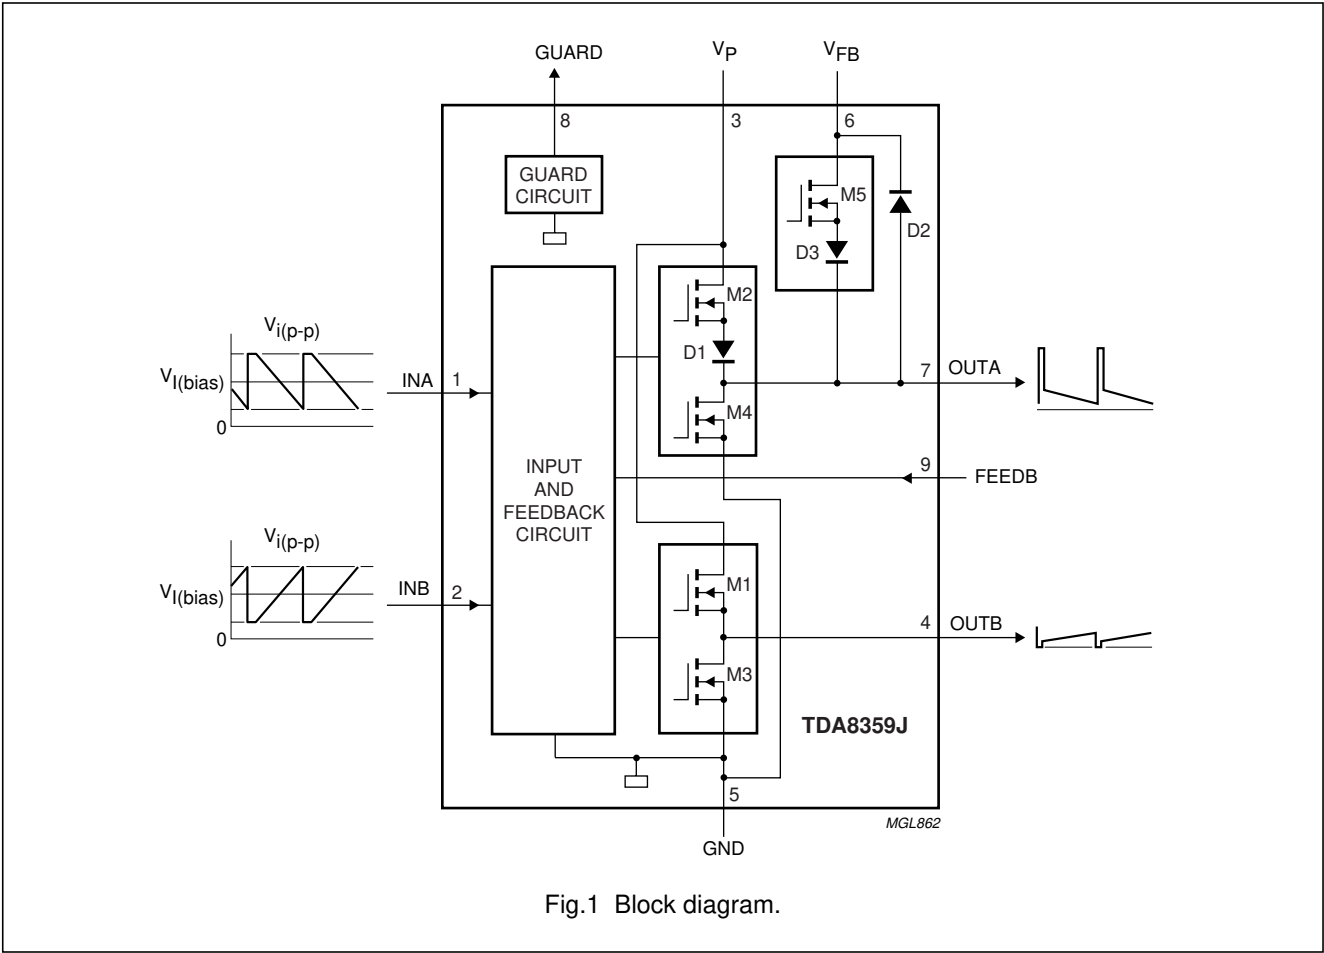 GUARD
VP
VFB
8
3
6
GUARD
CIRCUIT
M5
D2
D3
M2
D1
M4
Vi(p-p)
VI(bias)
0
INA
1
7
OUTA
9
FEEDB
INPUT
AND
FEEDBACK
CIRCUIT
Vi(p-p)
VI(bias)
0
INB
2
M1
M3
4
OUTB
TDA8359J
5
MGL862
GND
Fig.1 Block diagram.